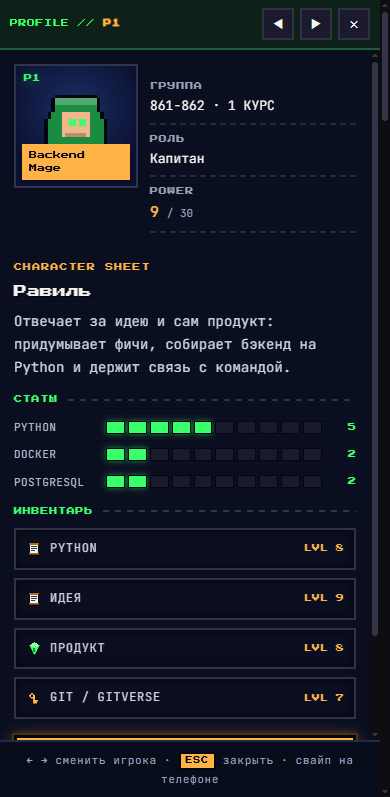 PROFILE // P1
◀ ▶ ✕
P1
Backend
Mage
ГРУППА
861-862 · 1 КУРС
РОЛЬ
Капитан
POWER
9 / 30
CHARACTER SHEET
Равиль
Отвечает за идею и сам продукт:
придумывает фичи, собирает бэкенд на
Python и держит связь с командой.
СТАТЫ
PYTHON 5
DOCKER 2
POSTGRESQL 2
ИНВЕНТАРЬ
PYTHON LVL 8
ИДЕЯ LVL 9
ПРОДУКТ LVL 8
GIT / GITVERSE LVL 7
← → сменить игрока · ESC закрыть · свайп на
телефоне